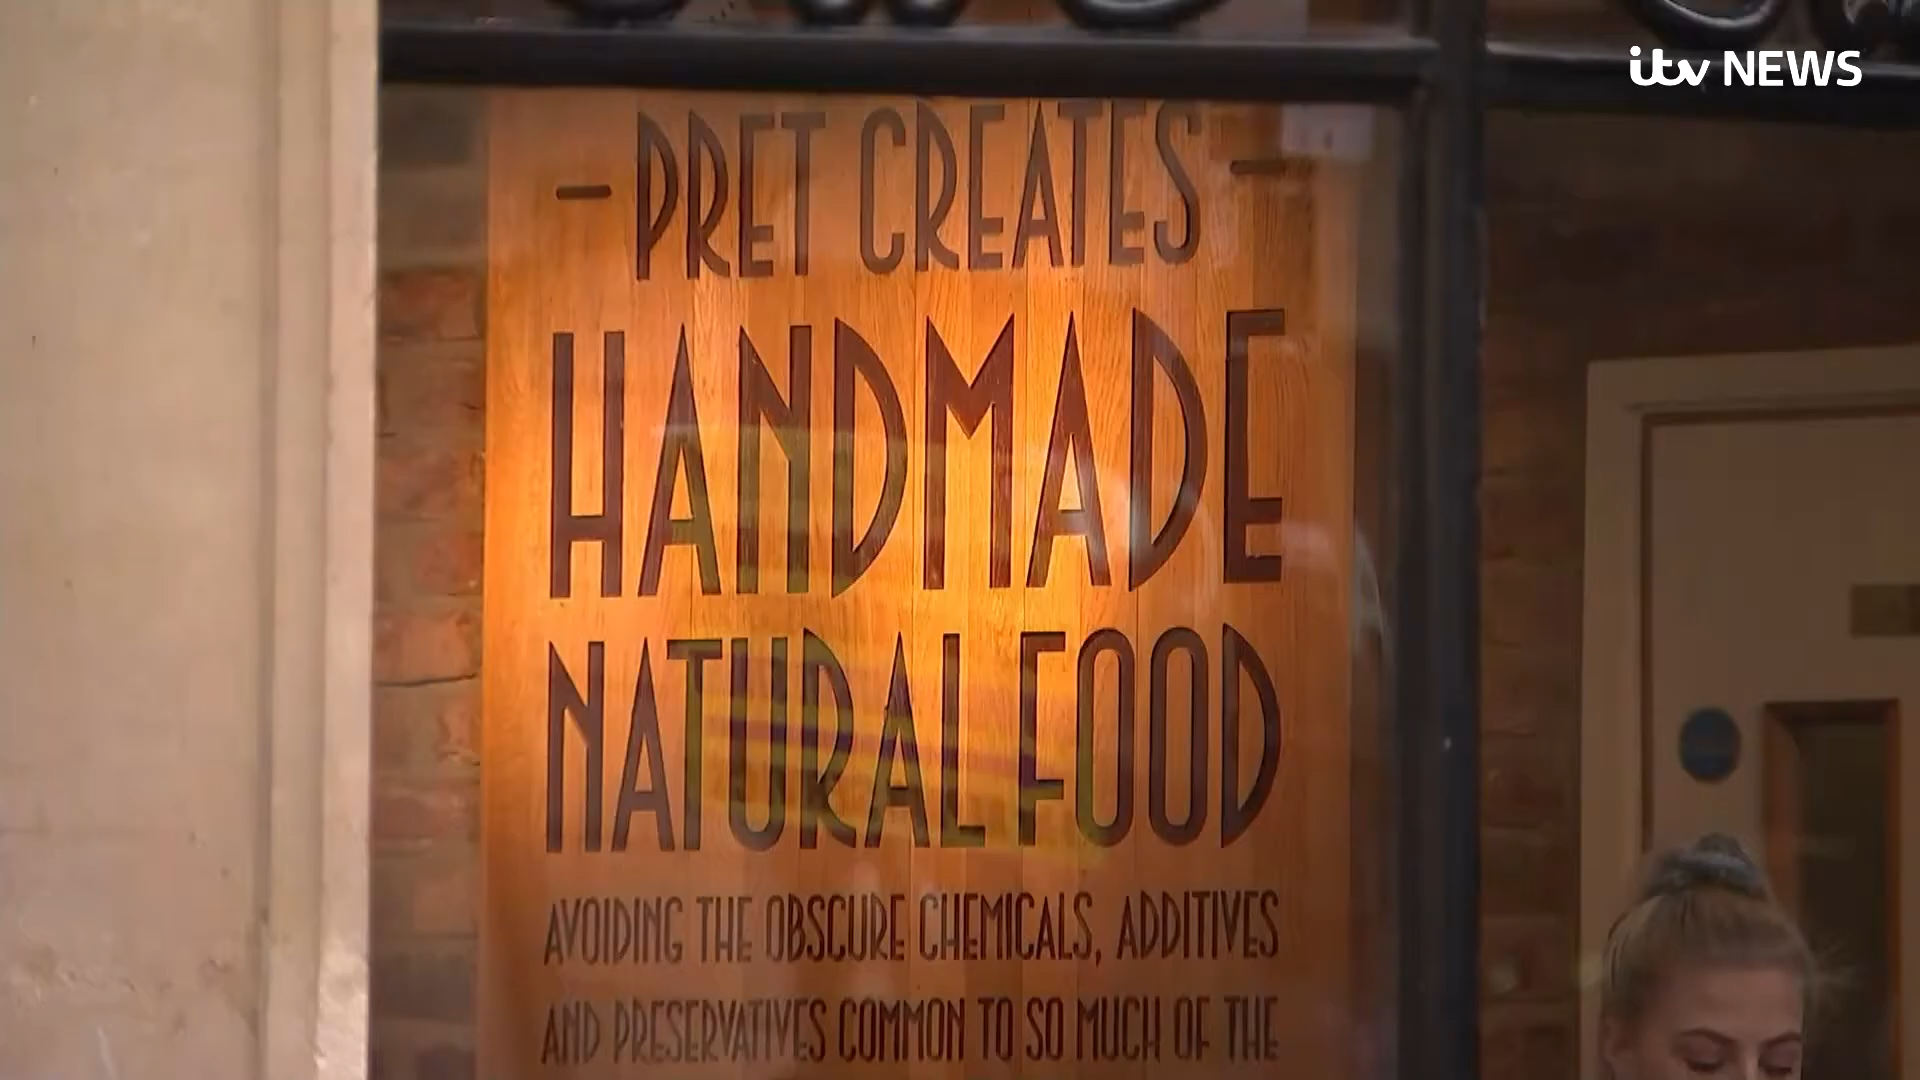 itv NEWS
– PRET CREATES –
HANDMADE
NATURAL FOOD
AVOIDING THE OBSCURE CHEMICALS, ADDITIVES
AND PRESERVATIVES COMMON TO SO MUCH OF THE